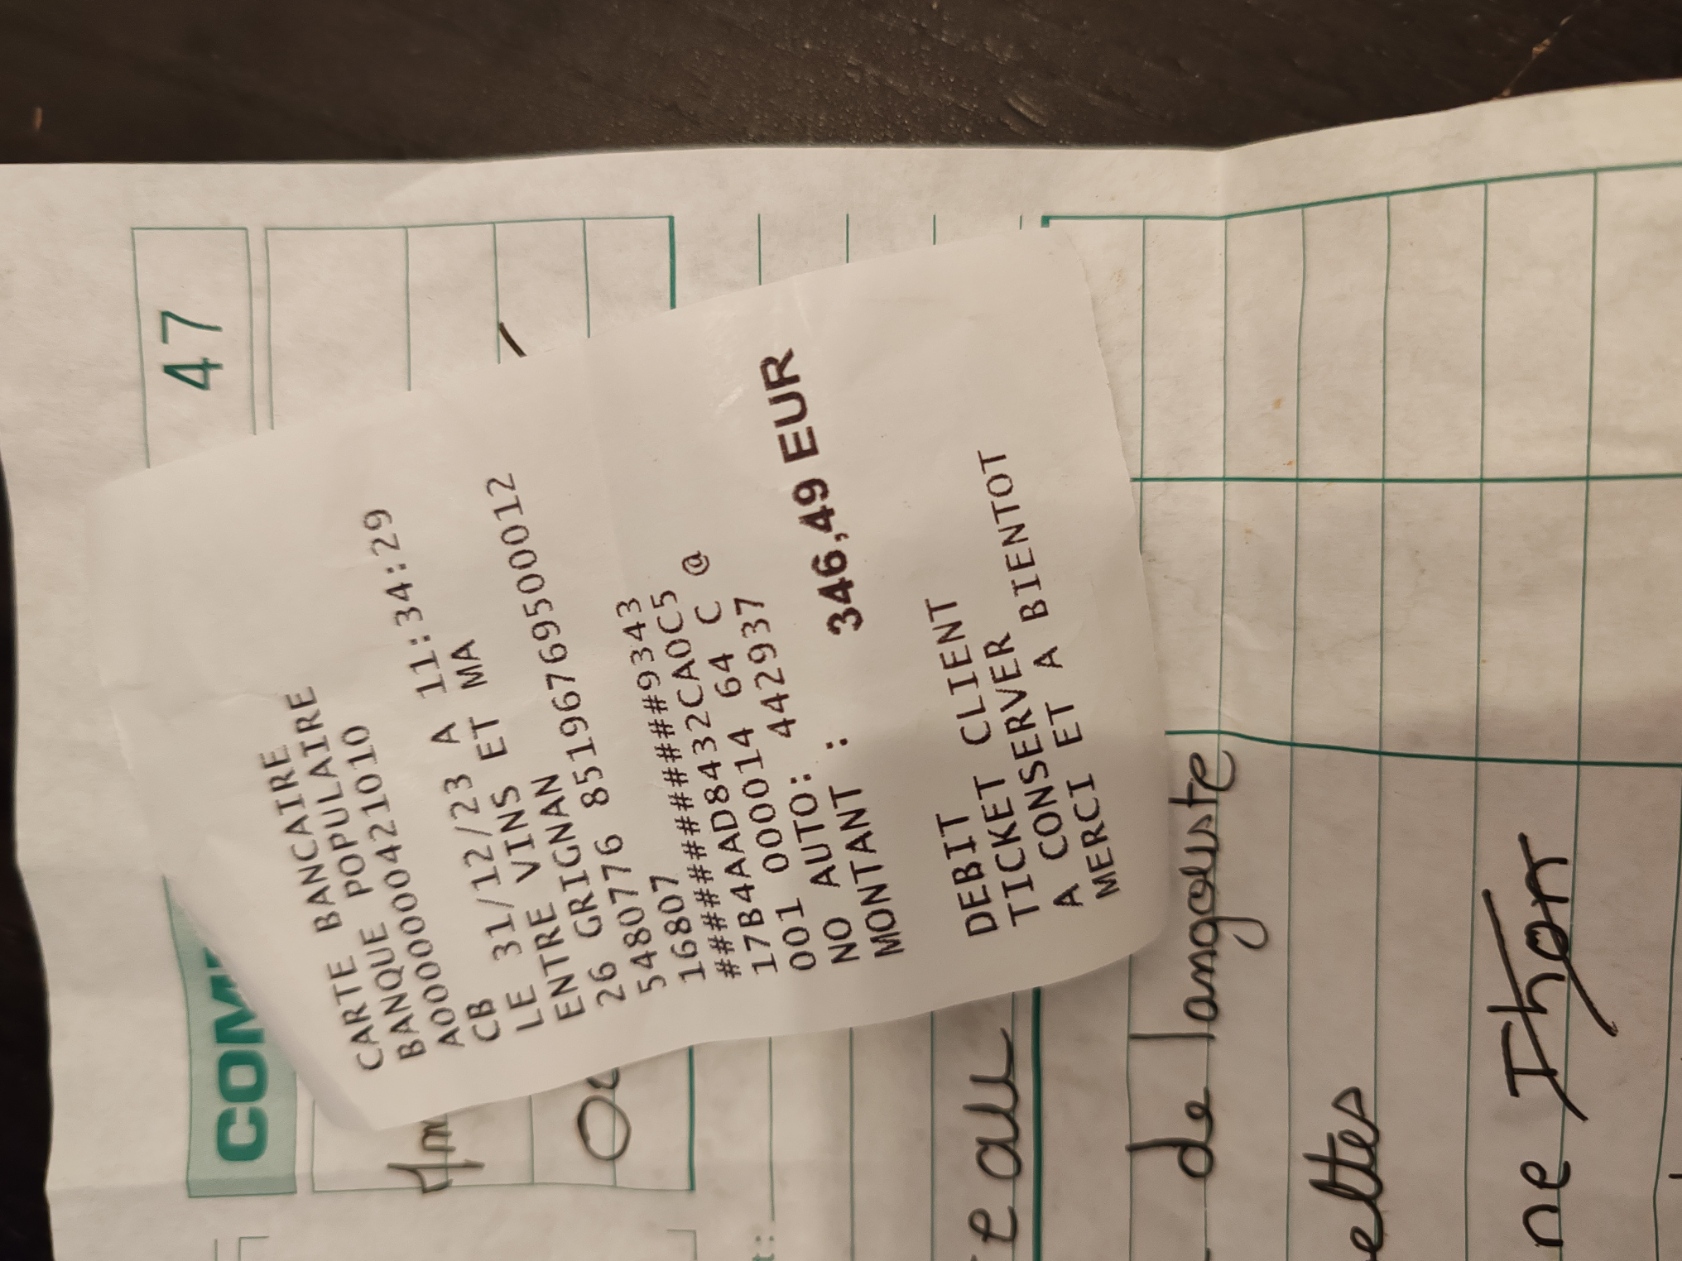 CARTE BANCAIRE
BANQUE POPULAIRE
A0000000421010
CB
31/12/23 A 11:34:29
LE VINS ET MA
ENTRE
26 GRIGNAN
5480776 85196769500012
16807
############9343
17B4AAD8432CA0C5
001 000014 64 C @
NO AUTO: 442937
MONTANT :
346,49 EUR
DEBIT
TICKET CLIENT
A CONSERVER
MERCI ET A BIENTOT
47
COM
eau
de langouste
ettes
ne Thon